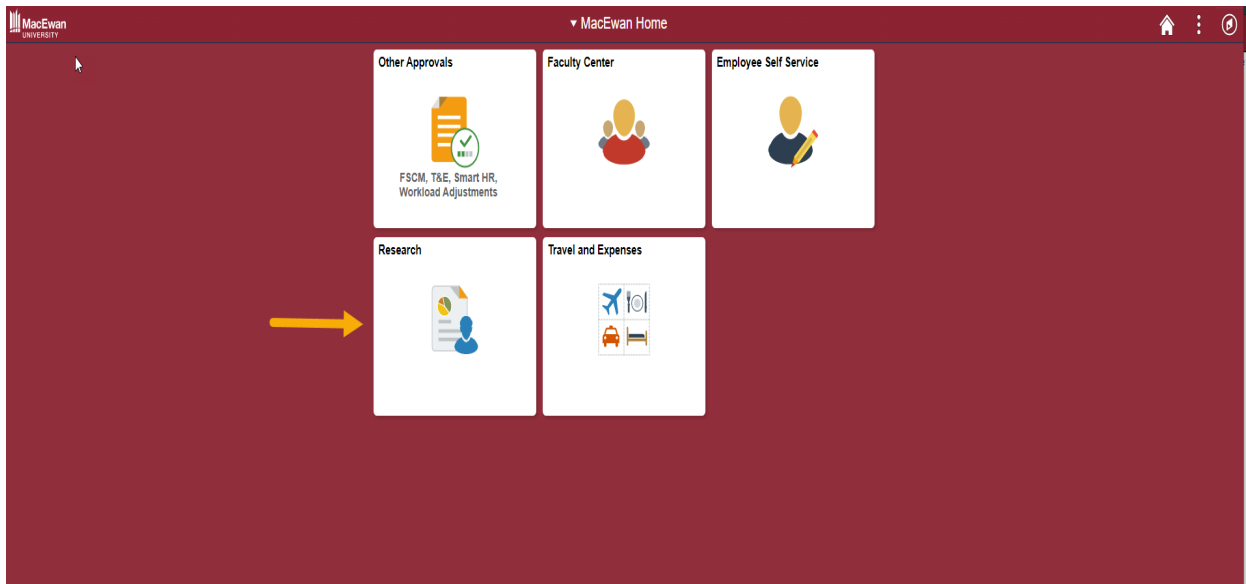 MacEwan
UNIVERSITY
▼ MacEwan Home
Other Approvals
FSCM, T&E, Smart HR,
Workload Adjustments
Faculty Center
Employee Self Service
Research
Travel and Expenses